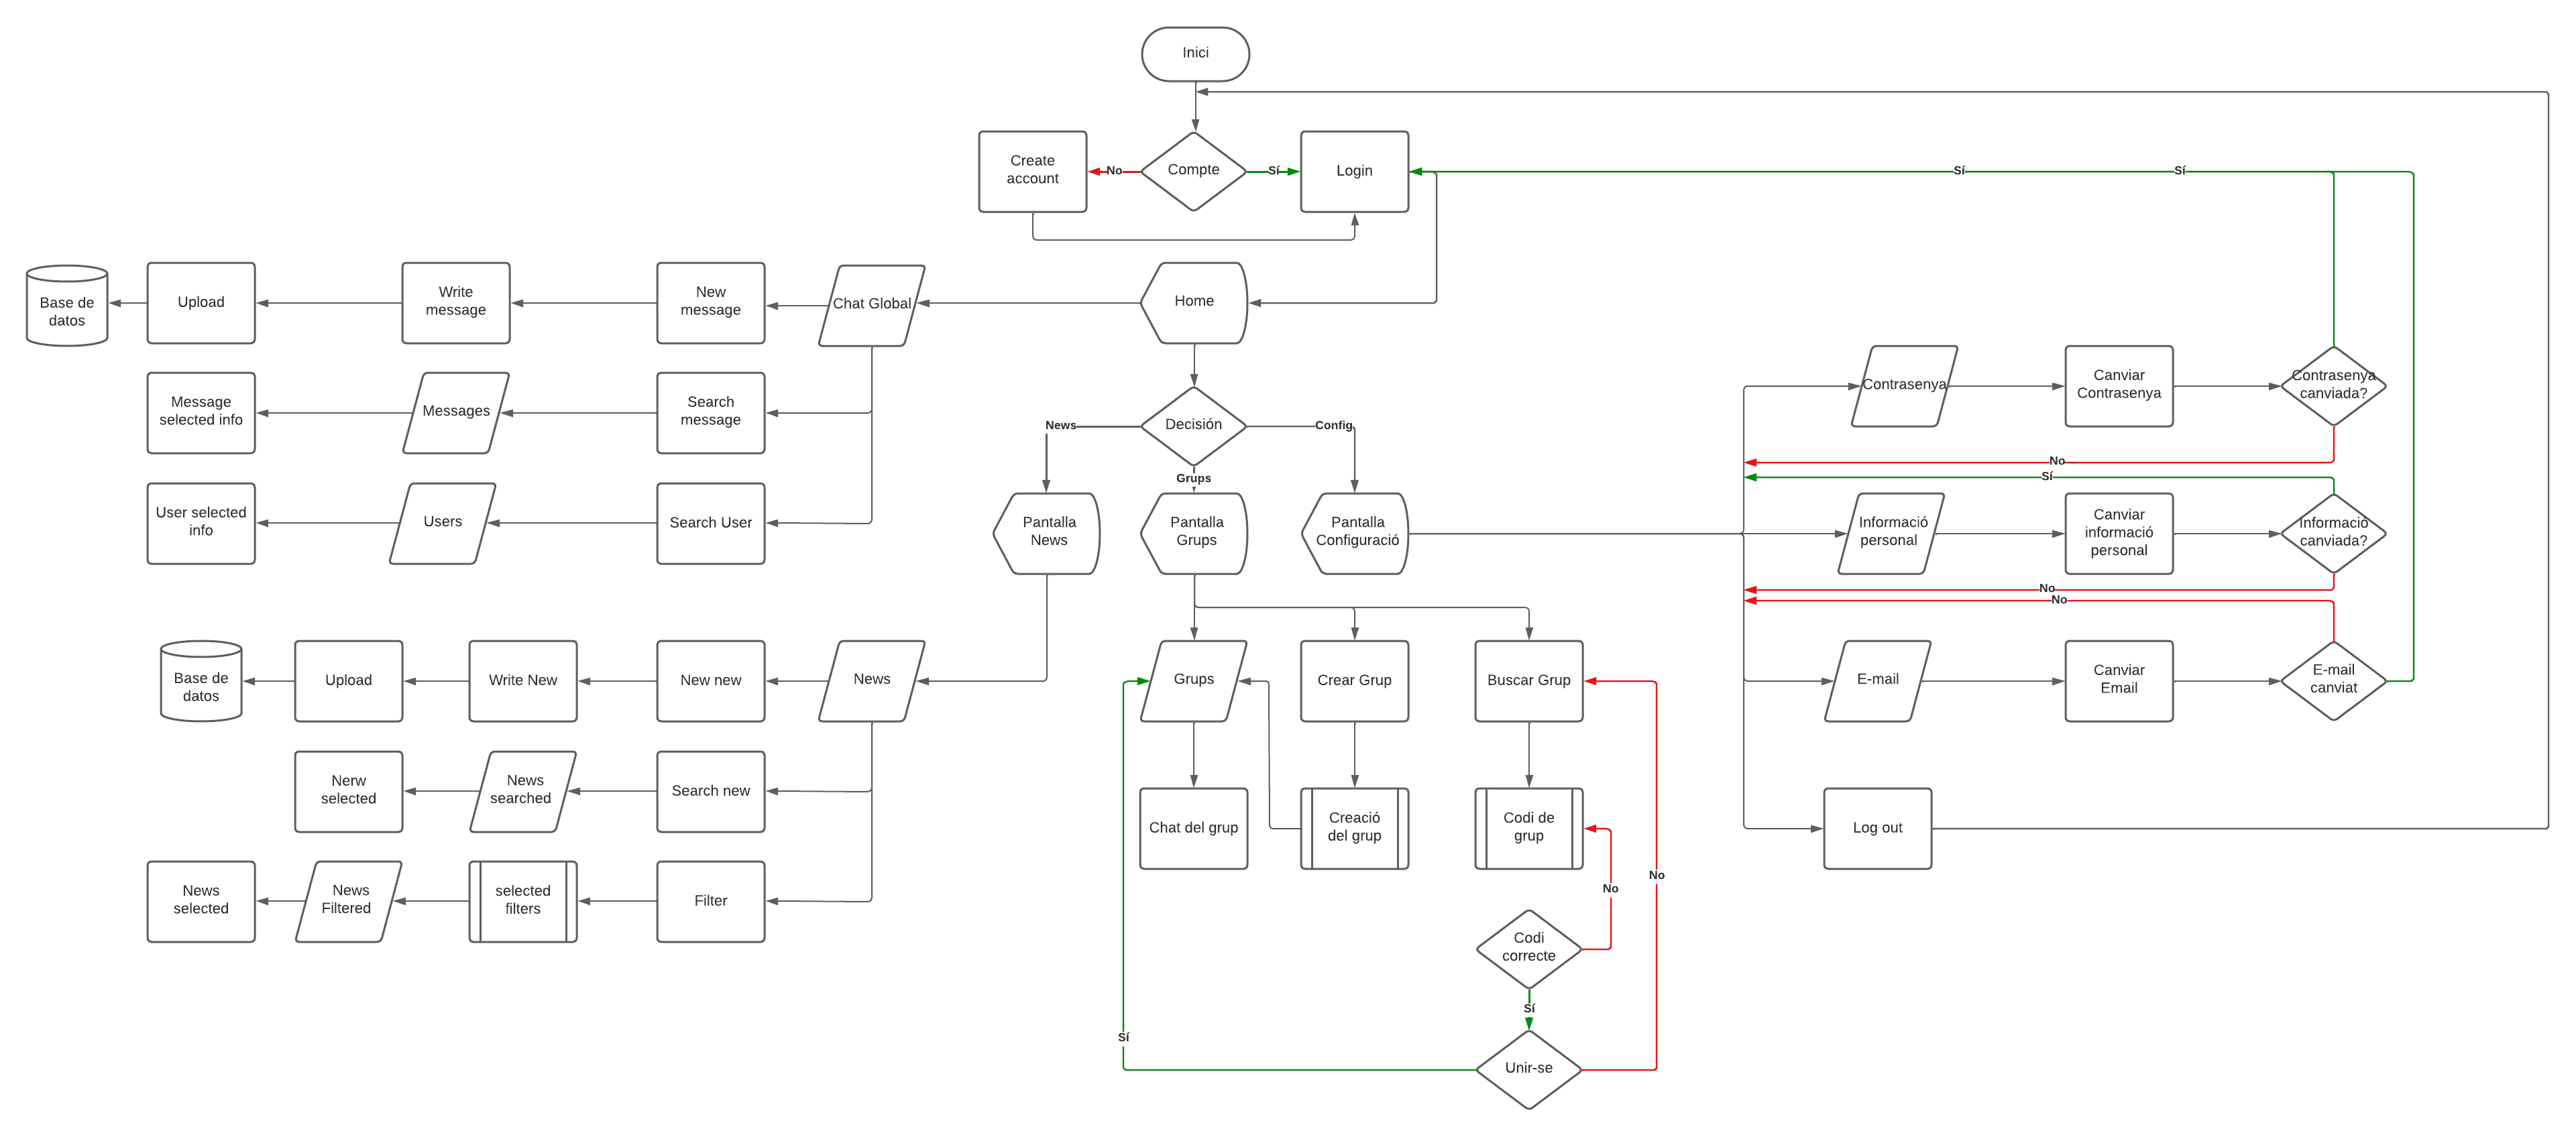 Inici
Create
account
No
Compte
Sí
Login
Sí
Sí
Base de
datos
Upload
Write
message
New
message
Chat Global
Home
Message
selected info
Messages
Search
message
News
Decisión
Config
Grups
Contrasenya
Canviar
Contrasenya
Contrasenya
canviada?
No
Sí
User selected
info
Users
Search User
Pantalla
News
Pantalla
Grups
Pantalla
Configuració
Informació
personal
Canviar
informació
personal
Informació
canviada?
No
No
Base de
datos
Upload
Write New
New new
News
Grups
Crear Grup
Buscar Grup
E-mail
Canviar
Email
E-mail
canviat
Nerw
selected
News
searched
Search new
Chat del grup
Creació
del grup
Codi de
grup
Log out
News
selected
News
Filtered
selected
filters
Filter
No
No
Codi
correcte
Sí
Sí
Unir-se